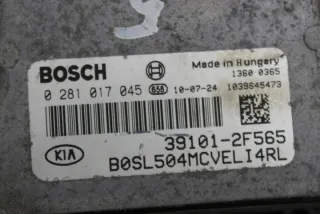 BOSCH
Made in Hungary
1360 0365
0 281 017 045 10-07-24 1039S45473
39101-2F565
KIA
B0SL504MCVELI4RL